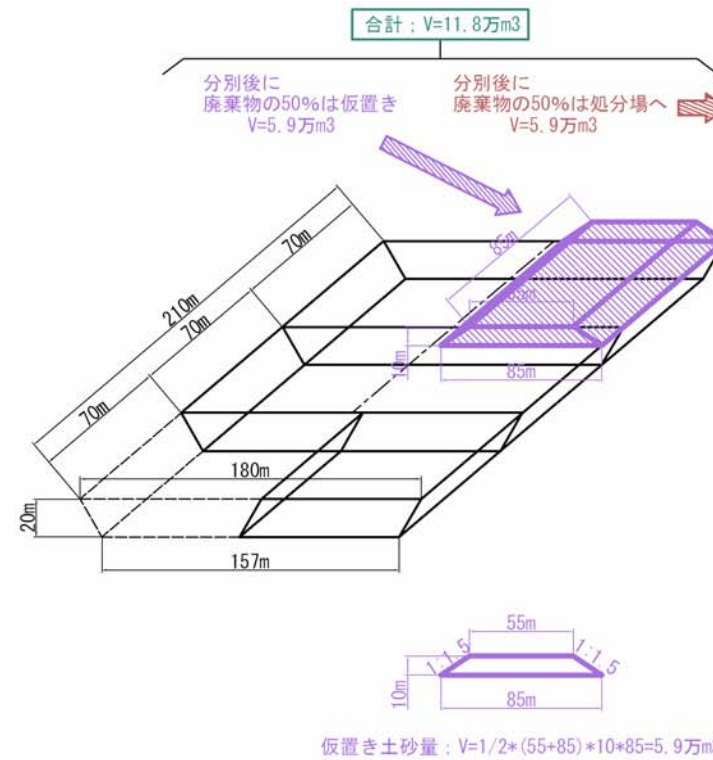 合計：V=11.8万m3
分別後に
廃棄物の50%は仮置き
V=5.9万m3
分別後に
廃棄物の50%は処分場へ
V=5.9万m3
70m
85m
210m
70m
10m
85m
70m
180m
20m
157m
55m
1:1.5
1:1.5
10m
85m
仮置き土砂量：V=1/2*(55+85)*10*85=5.9万m